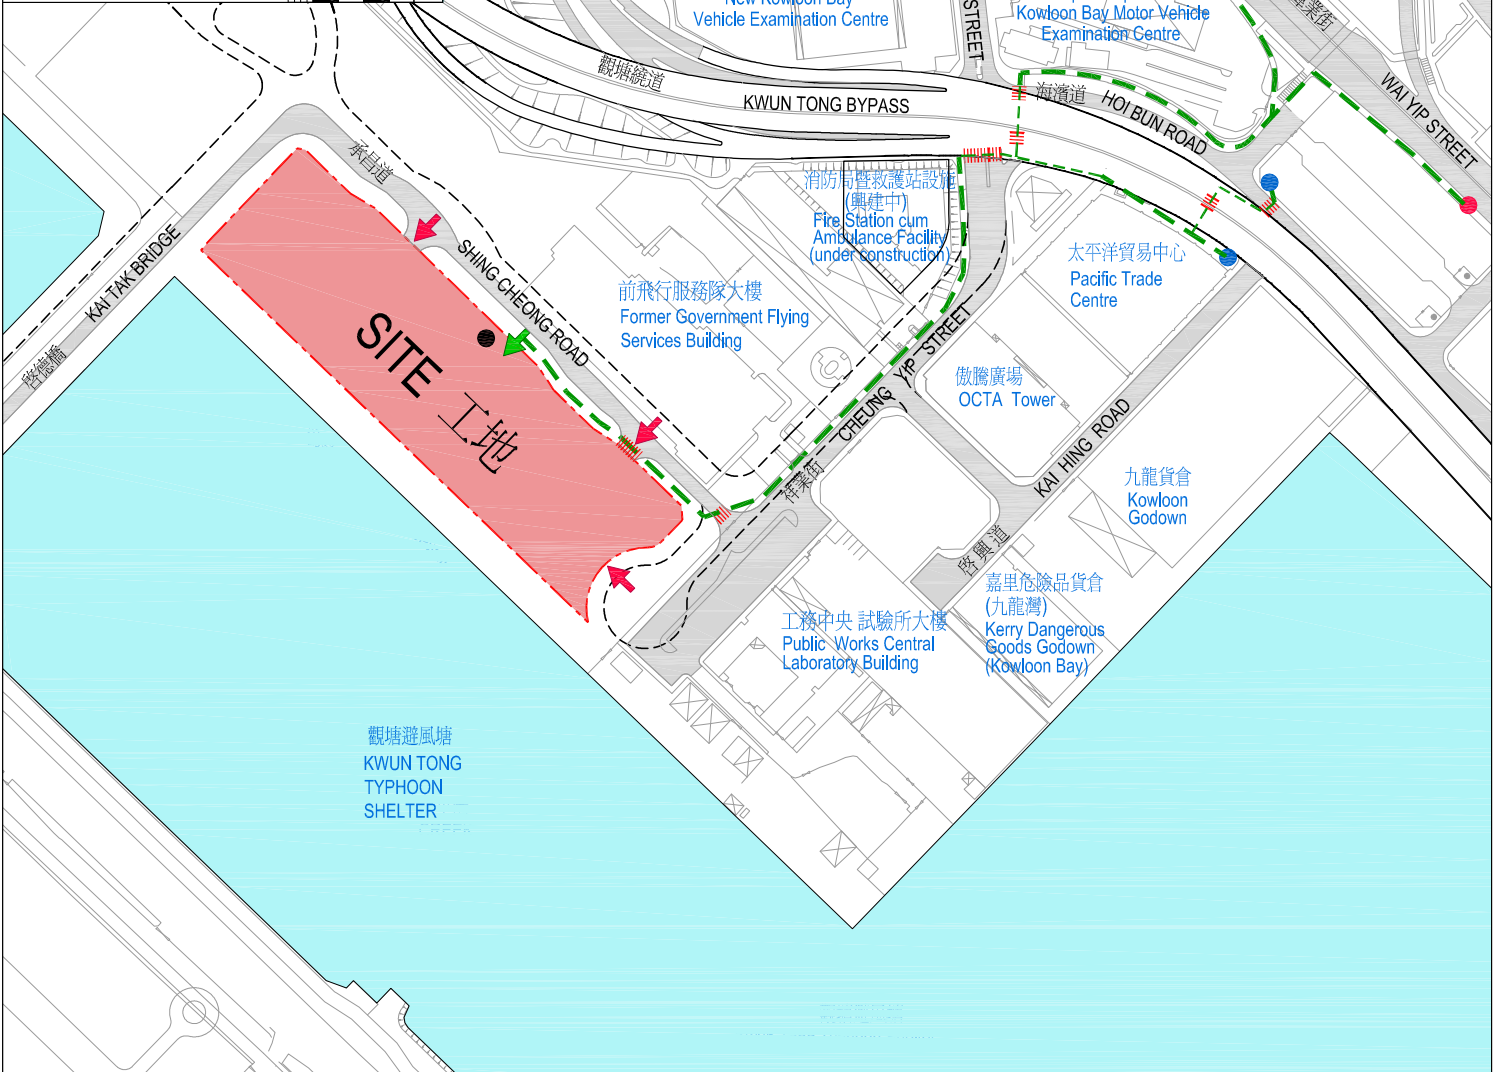 New Kowloon Bay
Vehicle Examination Centre
STREET
Kowloon Bay Motor Vehicle
Examination Centre
祥業街
觀塘繞道
KWUN TONG BYPASS
海濱道
HOI BUN ROAD
WAI YIP STREET
承昌道
消防局暨救護站設施
(興建中)
Fire Station cum
Ambulance Facility
(under construction)
KAI TAK BRIDGE
啓德橋
SHING CHEONG ROAD
太平洋貿易中心
Pacific Trade
Centre
前飛行服務隊大樓
Former Government Flying
Services Building
SITE 工地
CHEUNG YIP STREET
祥業街
傲騰廣場
OCTA Tower
KAI HING ROAD
啓興道
九龍貨倉
Kowloon
Godown
嘉里危險品貨倉
(九龍灣)
Kerry Dangerous
Goods Godown
(Kowloon Bay)
工務中央 試驗所大樓
Public Works Central
Laboratory Building
觀塘避風塘
KWUN TONG
TYPHOON
SHELTER